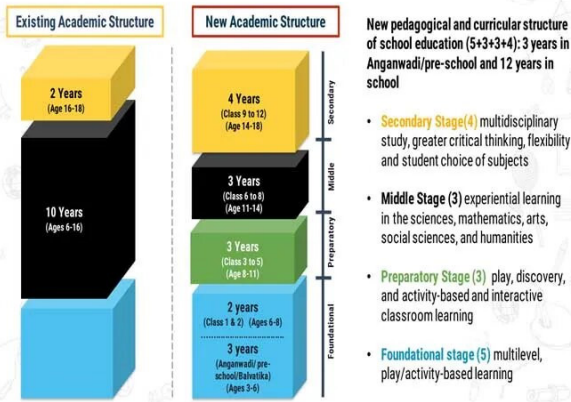 Existing Academic Structure
2 Years
(Age 16-18)
10 Years
(Ages 6-16)
New Academic Structure
4 Years
(Class 9 to 12)
(Age 14-18)
3 Years
(Class 6 to 8)
(Age 11-14)
3 Years
(Class 3 to 5)
(Age 8-11)
2 years
(Class 1 & 2) (Ages 6-8)
3 years
(Anganwadi/ pre-
school/Balvatika)
(Ages 3-6)
Secondary
Middle
Preparatory
Foundational
New pedagogical and curricular structure
of school education (5+3+3+4): 3 years in
Anganwadi/pre-school and 12 years in
school
• Secondary Stage(4) multidisciplinary
study, greater critical thinking, flexibility
and student choice of subjects
• Middle Stage (3) experiential learning
in the sciences, mathematics, arts,
social sciences, and humanities
• Preparatory Stage (3) play, discovery,
and activity-based and interactive
classroom learning
• Foundational stage (5) multilevel,
play/activity-based learning